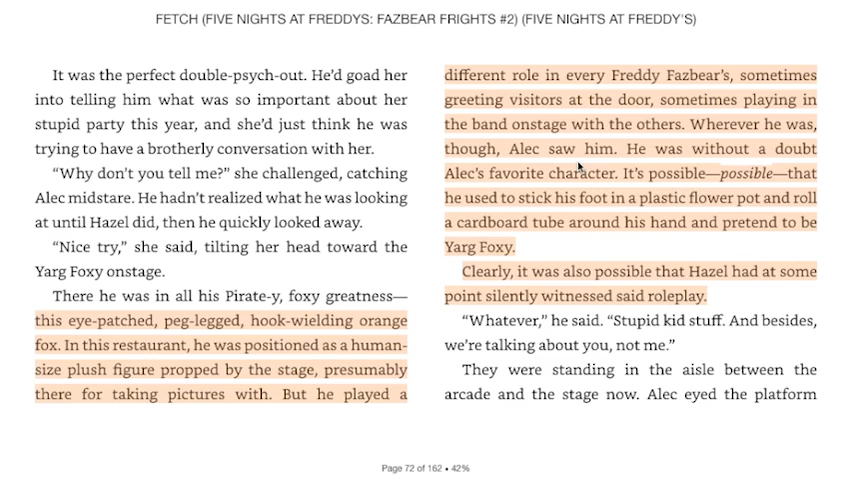 FETCH (FIVE NIGHTS AT FREDDYS: FAZBEAR FRIGHTS #2) (FIVE NIGHTS AT FREDDY'S)
It was the perfect double-psych-out. He’d goad her
into telling him what was so important about her
stupid party this year, and she’d just think he was
trying to have a brotherly conversation with her.
“Why don’t you tell me?” she challenged, catching
Alec midstare. He hadn’t realized what he was looking
at until Hazel did, then he quickly looked away.
“Nice try,” she said, tilting her head toward the
Yarg Foxy onstage.
There he was in all his Pirate-y, foxy greatness—
this eye-patched, peg-legged, hook-wielding orange
fox. In this restaurant, he was positioned as a human-
size plush figure propped by the stage, presumably
there for taking pictures with. But he played a
different role in every Freddy Fazbear’s, sometimes
greeting visitors at the door, sometimes playing in
the band onstage with the others. Wherever he was,
though, Alec saw him. He was without a doubt
Alec’s favorite character. It’s possible—possible—that
he used to stick his foot in a plastic flower pot and roll
a cardboard tube around his hand and pretend to be
Yarg Foxy.
Clearly, it was also possible that Hazel had at some
point silently witnessed said roleplay.
“Whatever,” he said. “Stupid kid stuff. And besides,
we’re talking about you, not me.”
They were standing in the aisle between the
arcade and the stage now. Alec eyed the platform
Page 72 of 162 • 42%